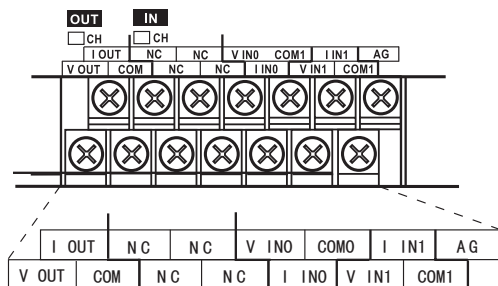 OUT IN
CH CH
I OUT NC NC V IN0 COM1 I IN1 AG
V OUT COM NC NC I IN0 V IN1 COM1
I OUT NC NC V IN0 COM0 I IN1 AG
V OUT COM NC NC I IN0 V IN1 COM1